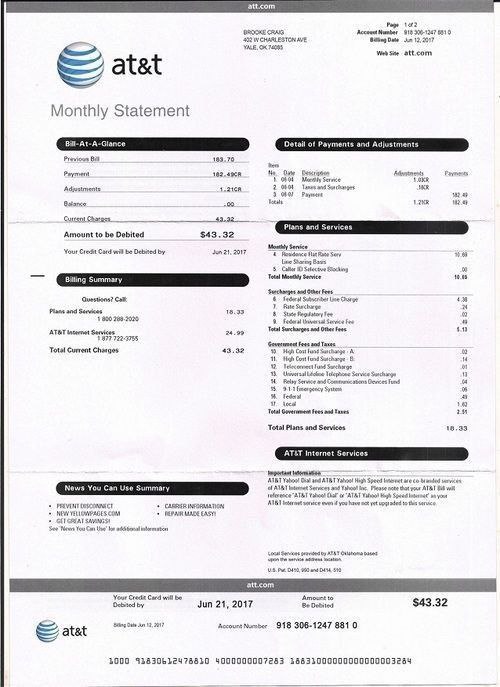 att.com
BROOKE CRAIG
402 W CHARLESTON AVE
YALE, OK.74085
Page 1 of 2
Account Number 918 306-1247 881 0
Billing Date Jun 12, 2017
Web Site att.com
at&t
Monthly Statement
Bill-At-A-Glance
Previous Bill 183.70
Payment 182.49CR
Adjustments 1.21CR
Balance .00
Current Charges 43.32
Amount to be Debited $43.32
Your Credit Card will be Debited by Jun 21, 2017
Billing Summary
Questions? Call:
Plans and Services 18.33
1 800 288-2020
AT&T Internet Services 24.99
1 877 722-3755
Total Current Charges 43.32
News You Can Use Summary
• PREVENT DISCONNECT
• NEW YELLOWPAGES.COM
• GET GREAT SAVINGS!
• CARRIER INFORMATION
• REPAIR MADE EASY!
See 'News You Can Use' for additional information
Detail of Payments and Adjustments
Item
No. Date Description Adjustments Payments
1. 06-04 Monthly Service 1.03CR
2. 06-04 Taxes and Surcharges .18CR
3. 06-07 Payment 182.49
Totals 1.21CR 182.49
Plans and Services
Monthly Service
4. Residence Flat Rate Serv 10.69
Line Sharing Basis
5. Caller ID Selective Blocking .00
Total Monthly Service 10.69
Surcharges and Other Fees
6. Federal Subscriber Line Charge 4.38
7. Rate Surcharge .24
8. State Regulatory Fee .02
9. Federal Universal Service Fee .49
Total Surcharges and Other Fees 5.13
Government Fees and Taxes
10. High Cost Fund Surcharge - A: .02
11. High Cost Fund Surcharge - B: .14
12. Teleconnect Fund Surcharge .01
13. Universal Lifeline Telephone Service Surcharge .13
14. Relay Service and Communications Devices Fund .04
15. 9-1-1 Emergency System .06
16. Federal .49
17. Local 1.62
Total Government Fees and Taxes 2.51
Total Plans and Services 18.33
AT&T Internet Services
Important Information
AT&T Yahoo! Dial and AT&T Yahoo! High Speed Internet are co-branded services
of AT&T Internet Services and Yahoo! Inc. Please note that your AT&T Bill will
reference "AT&T Yahoo! Dial" or "AT&T Yahoo! High Speed Internet" as your
AT&T Internet service even if you have not yet upgraded to this service.
Local Services provided by AT&T Oklahoma based
upon the service address location.
U.S. Pat. D410, 950 and D414, 510
att.com
at&t
Your Credit Card will be
Debited by Jun 21, 2017
Amount to
Be Debited $43.32
Billing Date Jun 12, 2017
Account Number 918 306-1247 881 0